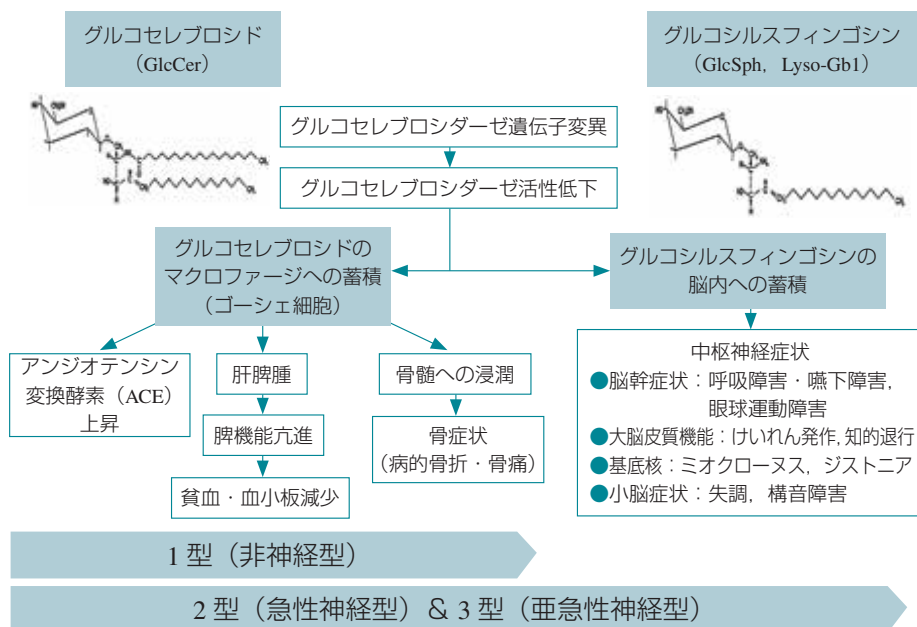 グルコセレブロシド
（GlcCer）
グルコシルスフィンゴシン
（GlcSph，Lyso-Gb1）
グルコセレブロシダーゼ遺伝子変異
グルコセレブロシダーゼ活性低下
グルコセレブロシドの
マクロファージへの蓄積
（ゴーシェ細胞）
グルコシルスフィンゴシンの
脳内への蓄積
アンジオテンシン
変換酵素（ACE）
上昇
肝脾腫
脾機能亢進
貧血・血小板減少
骨髄への浸潤
骨症状
（病的骨折・骨痛）
中枢神経症状
●脳幹症状：呼吸障害・嚥下障害，
眼球運動障害
●大脳皮質機能：けいれん発作，知的退行
●基底核：ミオクローヌス，ジストニア
●小脳症状：失調，構音障害
1 型（非神経型）
2 型（急性神経型）& 3 型（亜急性神経型）